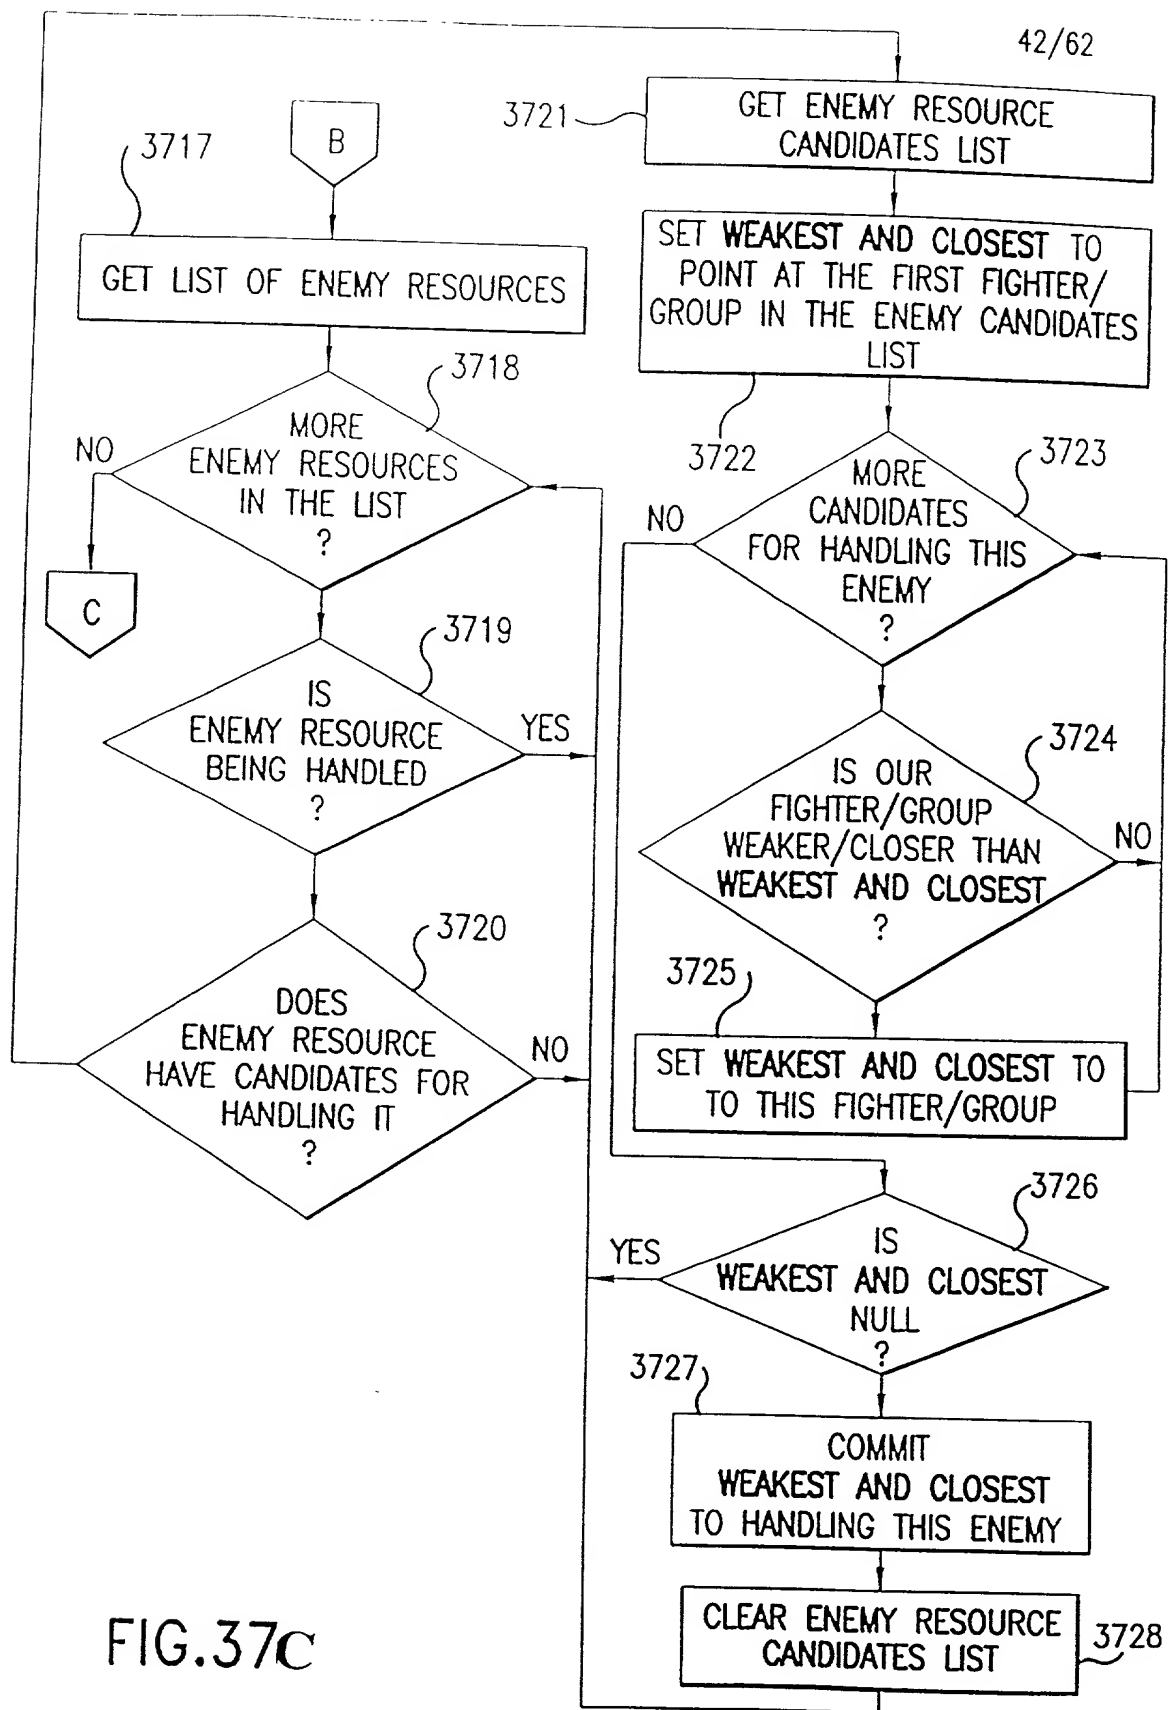 42/62
B
3717
GET LIST OF ENEMY RESOURCES
3718
MORE
ENEMY RESOURCES
IN THE LIST
?
NO
C
3719
IS
ENEMY RESOURCE
BEING HANDLED
?
YES
3720
DOES
ENEMY RESOURCE
HAVE CANDIDATES FOR
HANDLING IT
?
NO
3721
GET ENEMY RESOURCE
CANDIDATES LIST
SET WEAKEST AND CLOSEST TO
POINT AT THE FIRST FIGHTER/
GROUP IN THE ENEMY CANDIDATES
LIST
3722
3723
MORE
CANDIDATES
FOR HANDLING THIS
ENEMY
?
NO
3724
IS OUR
FIGHTER/GROUP
WEAKER/CLOSER THAN
WEAKEST AND CLOSEST
?
NO
3725
SET WEAKEST AND CLOSEST TO
TO THIS FIGHTER/GROUP
3726
IS
WEAKEST AND CLOSEST
NULL
?
YES
3727
COMMIT
WEAKEST AND CLOSEST
TO HANDLING THIS ENEMY
CLEAR ENEMY RESOURCE
CANDIDATES LIST
3728
FIG.37C